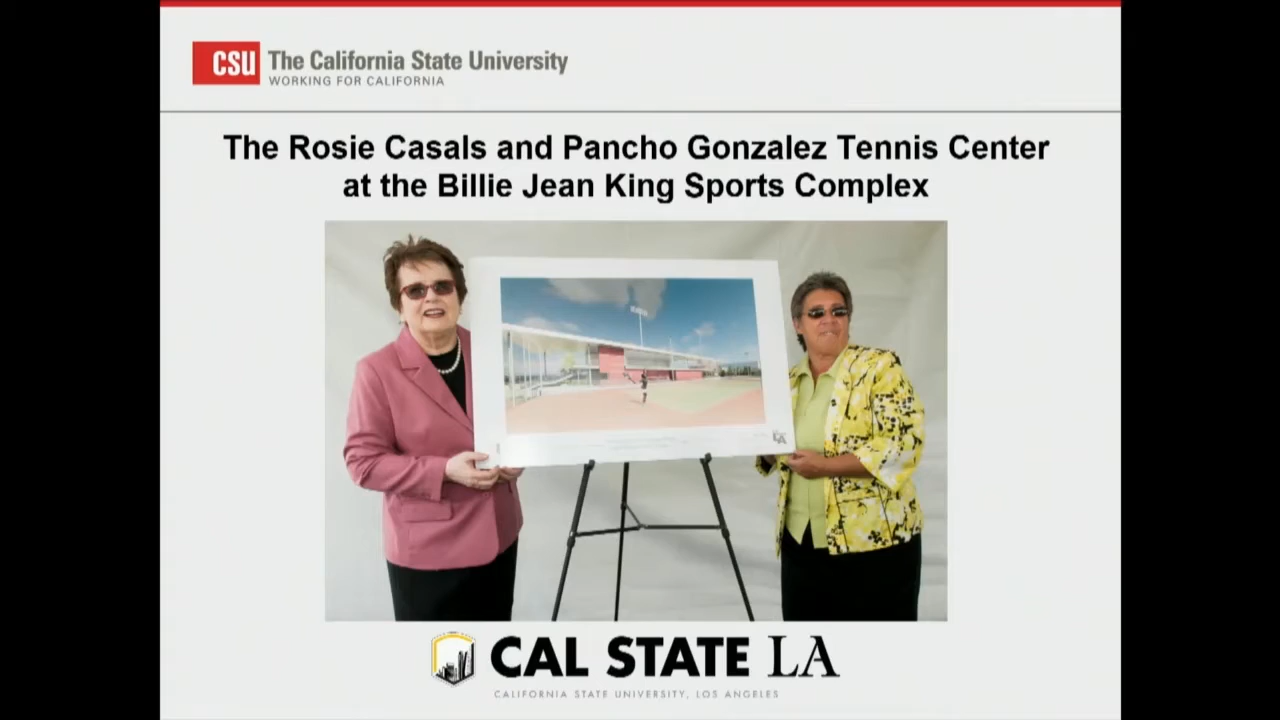 CSU The California State University
WORKING FOR CALIFORNIA
The Rosie Casals and Pancho Gonzalez Tennis Center
at the Billie Jean King Sports Complex
LA
CAL STATE LA
CALIFORNIA STATE UNIVERSITY, LOS ANGELES